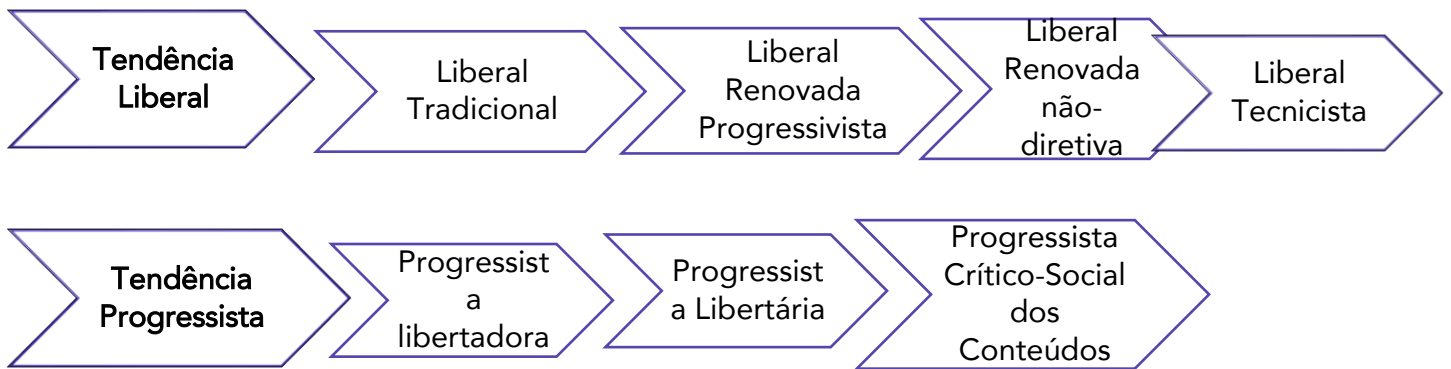 Tendência
Liberal
Liberal
Tradicional
Liberal
Renovada
Progressivista
Liberal
Renovada
não-
diretiva
Liberal
Tecnicista
Tendência
Progressista
Progressist
a
libertadora
Progressist
a Libertária
Progressista
Crítico-Social
dos
Conteúdos